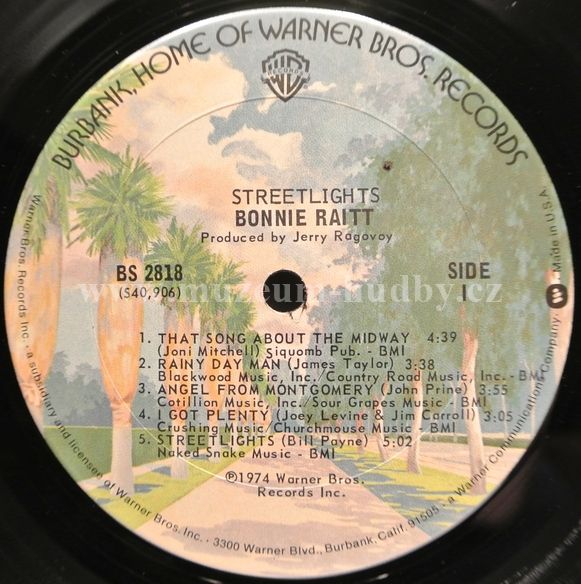 BURBANK, HOME OF WARNER BROS. RECORDS
RECORDS
STREETLIGHTS
BONNIE RAITT
Produced by Jerry Ragovoy
BS 2818
(S40,906)
SIDE
1
www.muzeum-hudby.cz
1. THAT SONG ABOUT THE MIDWAY 4:39
(Joni Mitchell) Siquomb Pub. - BMI
2. RAINY DAY MAN (James Taylor) 3:38
Blackwood Music, Inc./Country Road Music, Inc. - BMI
3. ANGEL FROM MONTGOMERY (John Prine) 3:55
Cotillion Music, Inc./Sour Grapes Music - BMI
4. I GOT PLENTY (Joey Levine & Jim Carroll) 3:05
Crushing Music/Churchmouse Music - BMI
5. STREETLIGHTS (Bill Payne) 5:02
Naked Snake Music - BMI
℗1974 Warner Bros.
Records Inc.
Warner Bros. Records Inc. • a subsidiary and licensee of Warner Bros. Inc. • 3300 Warner Blvd., Burbank, Calif. 91505 • a Warner Communications Company. Made in U.S.A.